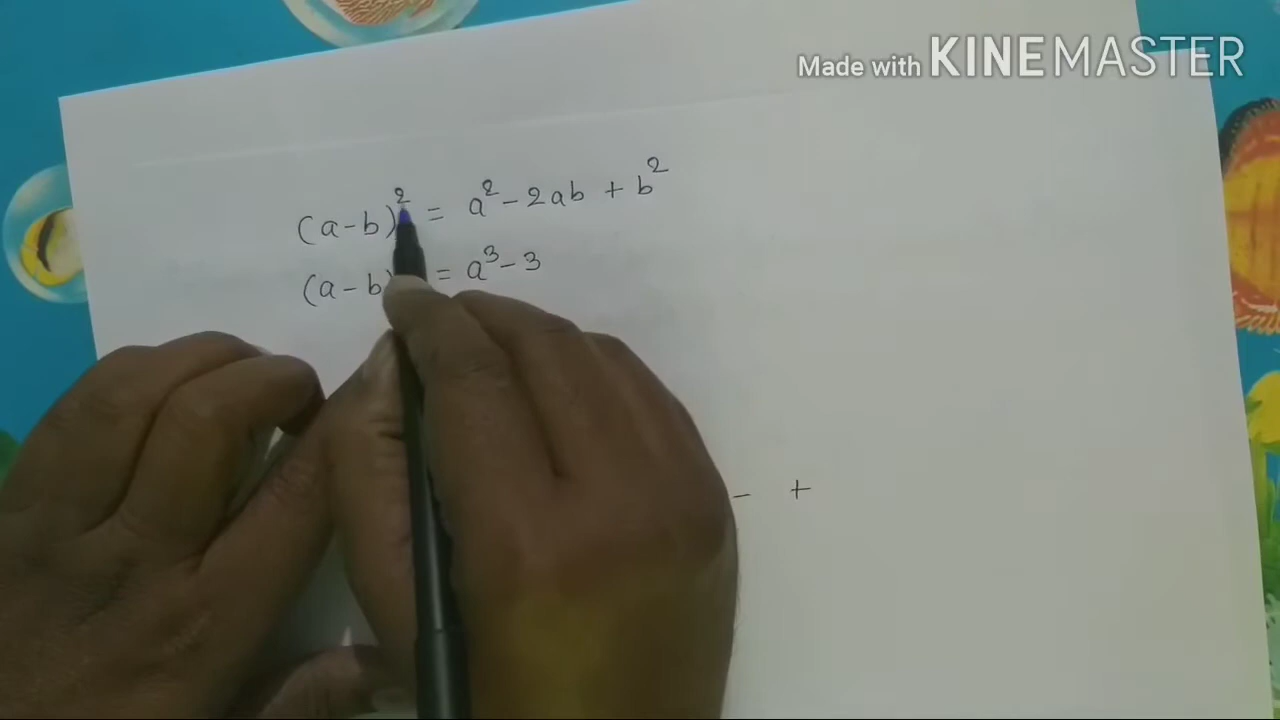 Made with KINEMASTER
(a-b)² = a² - 2ab + b²
(a-b) = a³ - 3
- +